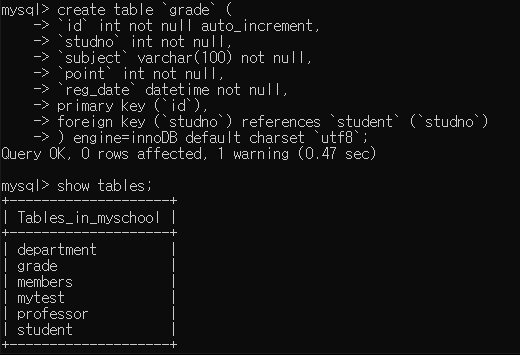 mysql> create table `grade` (
    -> `id` int not null auto_increment,
    -> `studno` int not null,
    -> `subject` varchar(100) not null,
    -> `point` int not null,
    -> `reg_date` datetime not null,
    -> primary key (`id`),
    -> foreign key (`studno`) references `student` (`studno`)
    -> ) engine=innoDB default charset `utf8`;
Query OK, 0 rows affected, 1 warning (0.47 sec)

mysql> show tables;
+--------------------+
| Tables_in_myschool |
+--------------------+
| department         |
| grade              |
| members            |
| mytest             |
| professor          |
| student            |
+--------------------+